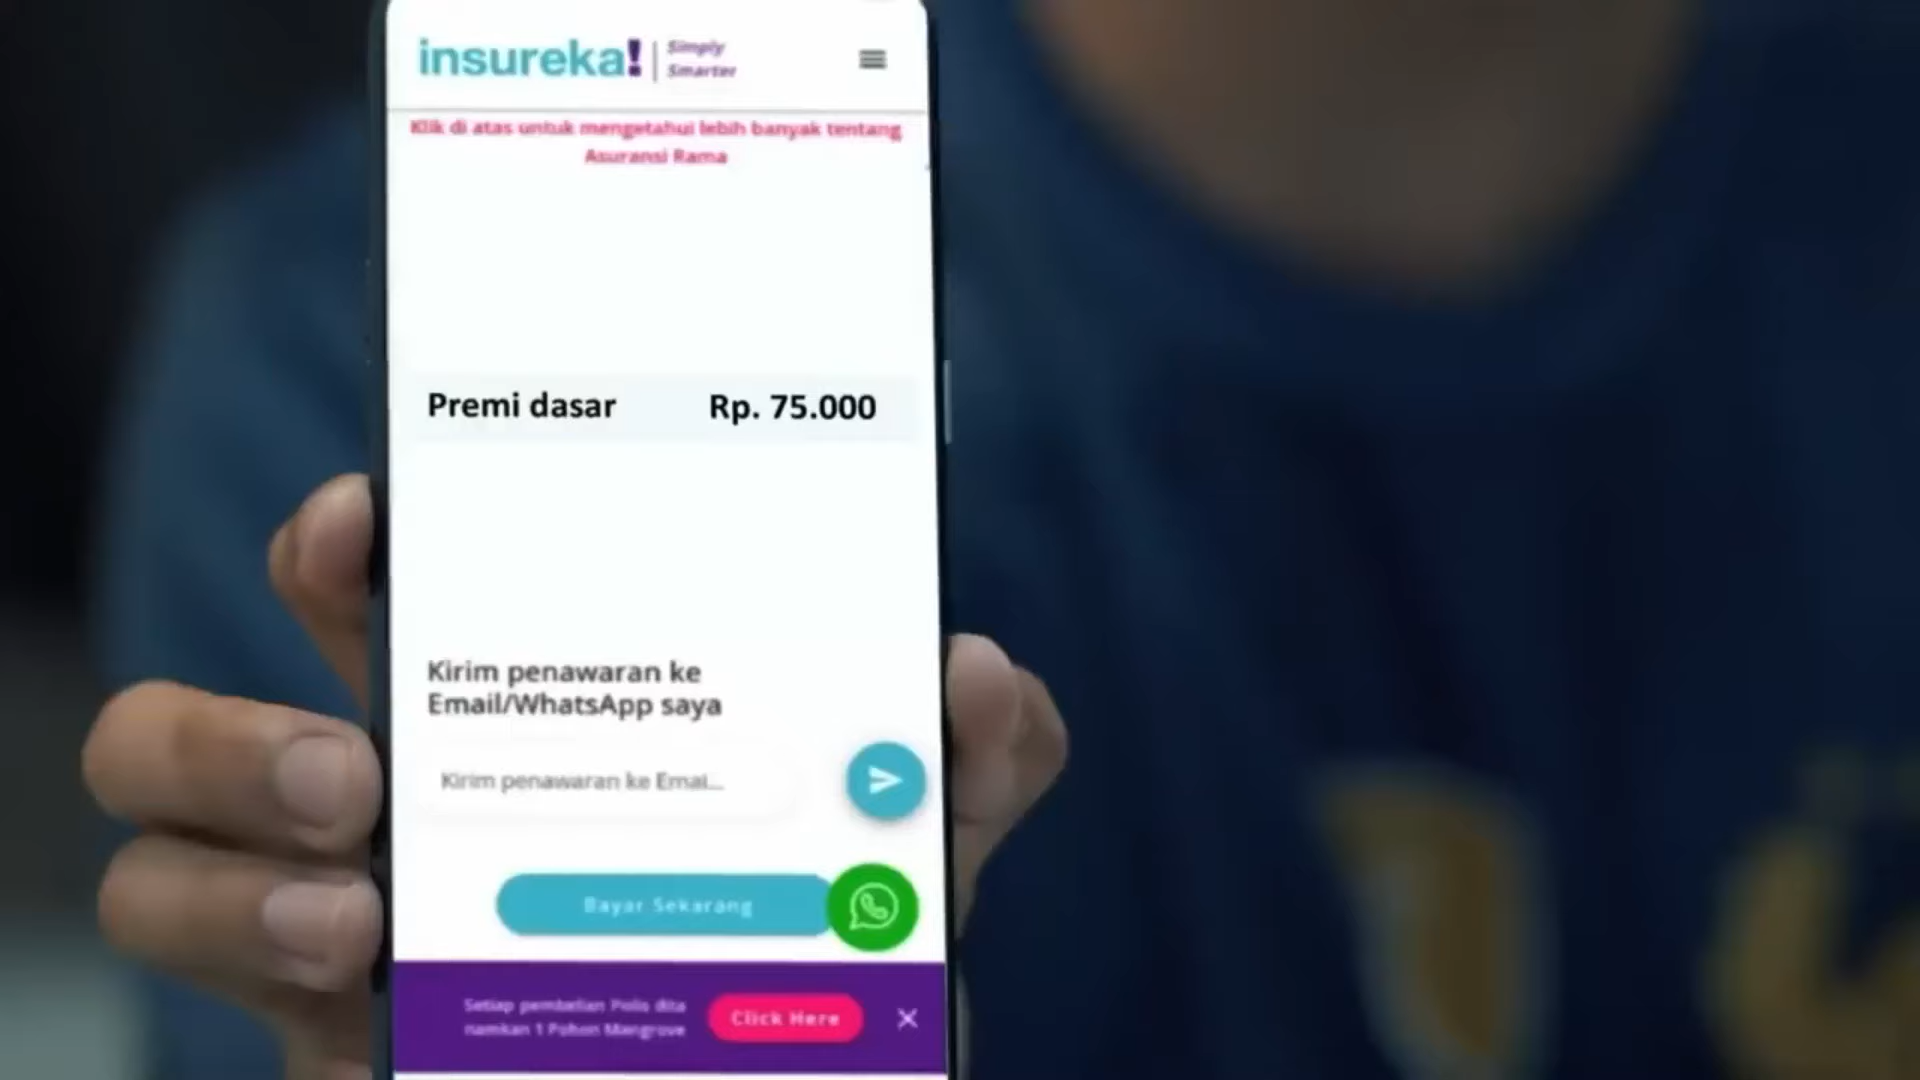 insureka!
Simply
Smarter
Klik di atas untuk mengetahui lebih banyak tentang
Asuransi Rama
Premi dasar Rp. 75.000
Kirim penawaran ke
Email/WhatsApp saya
Kirim penawaran ke Emai...
Bayar Sekarang
Setiap pembelian Polis dita
namkan 1 Pohon Mangrove
Click Here